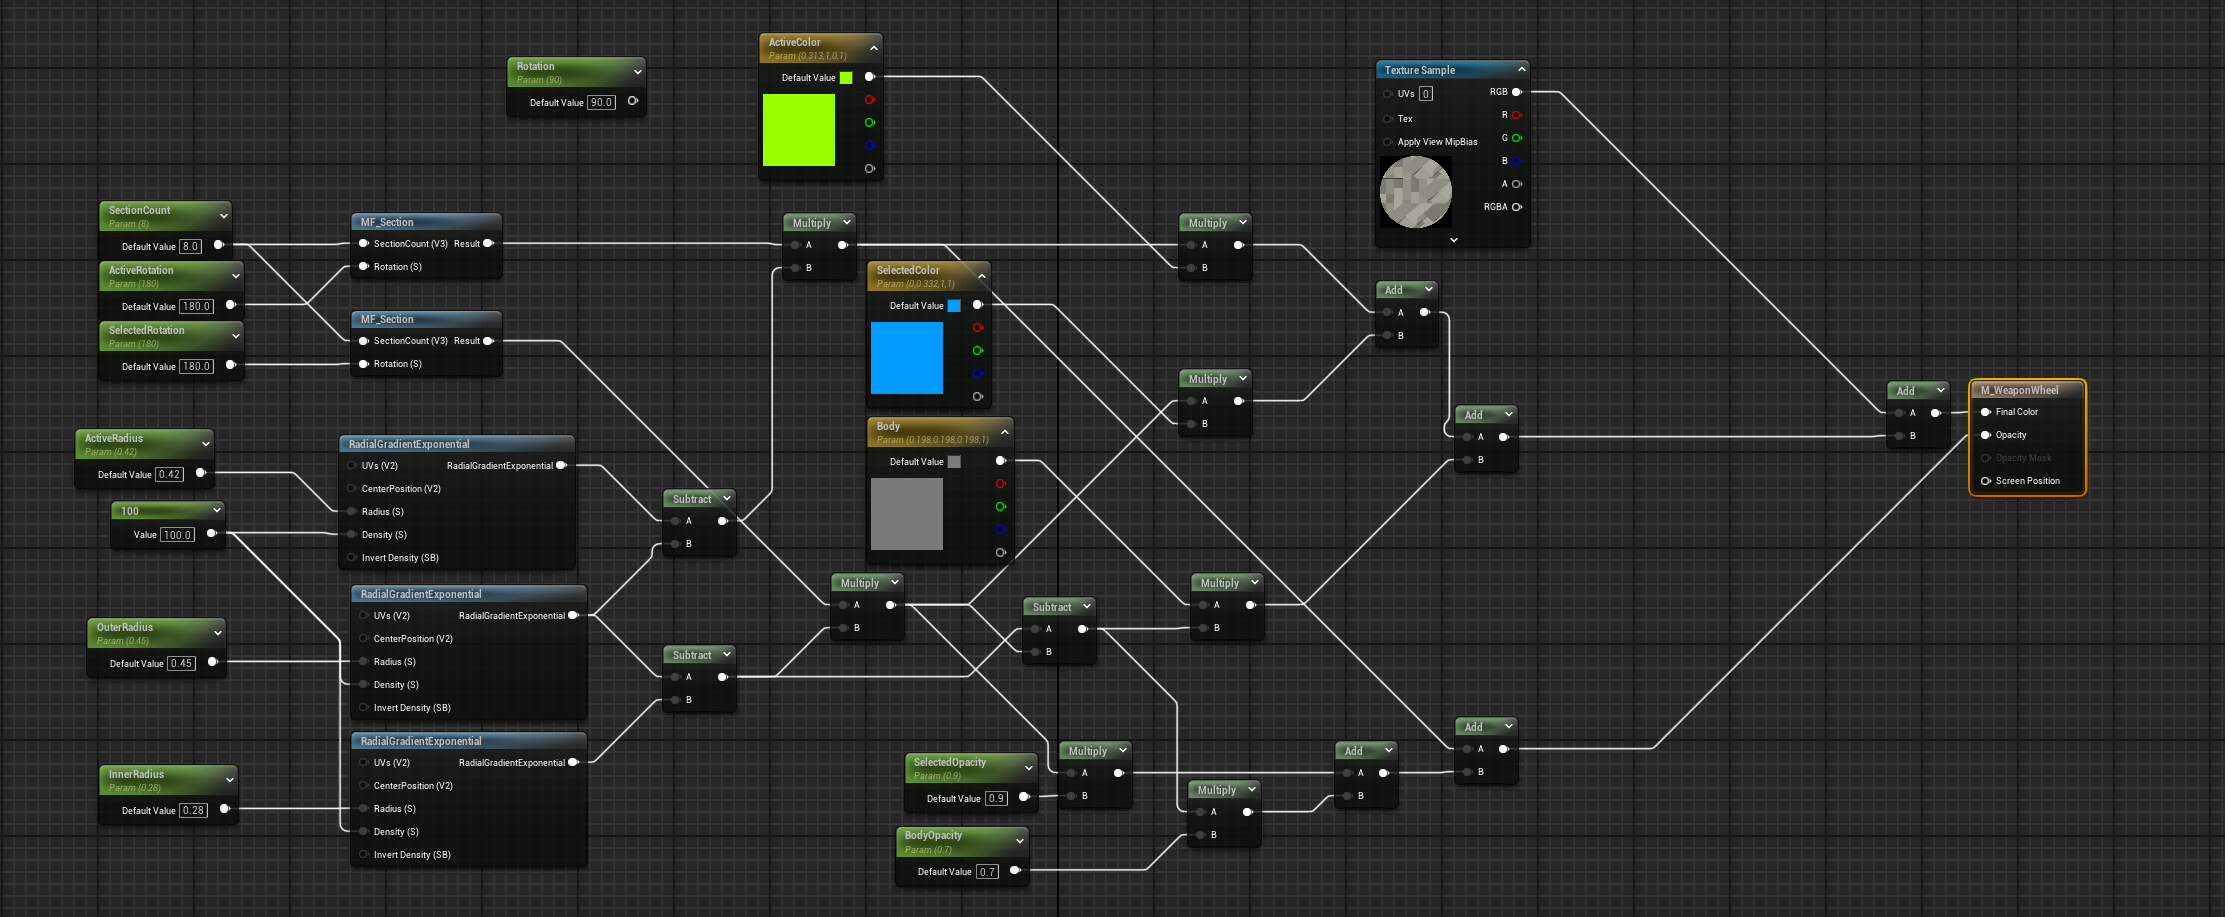 Rotation
Param (90)
Default Value 90.0
ActiveColor
Param (0.313,1,0,1)
Default Value
Texture Sample
UVs 0
RGB
Tex
R
Apply View MipBias
G
B
A
RGBA
SectionCount
Param (8)
Default Value 8.0
ActiveRotation
Param (180)
Default Value 180.0
SelectedRotation
Param (180)
Default Value 180.0
MF_Section
SectionCount (V3) Result
Rotation (S)
MF_Section
SectionCount (V3) Result
Rotation (S)
Multiply
A
B
SelectedColor
Param (0,0.332,1,1)
Default Value
Body
Param (0.198,0.198,0.198,1)
Default Value
Multiply
A
B
Multiply
A
B
Add
A
B
Add
A
B
Add
A
B
M_WeaponWheel
Final Color
Opacity
Opacity Mask
Screen Position
ActiveRadius
Param (0.42)
Default Value 0.42
100
Value 100.0
OuterRadius
Param (0.45)
Default Value 0.45
InnerRadius
Param (0.28)
Default Value 0.28
RadialGradientExponential
UVs (V2) RadialGradientExponential
CenterPosition (V2)
Radius (S)
Density (S)
Invert Density (SB)
RadialGradientExponential
UVs (V2) RadialGradientExponential
CenterPosition (V2)
Radius (S)
Density (S)
Invert Density (SB)
RadialGradientExponential
UVs (V2) RadialGradientExponential
CenterPosition (V2)
Radius (S)
Density (S)
Invert Density (SB)
Subtract
A
B
Subtract
A
B
Multiply
A
B
Subtract
A
B
Multiply
A
B
SelectedOpacity
Param (0.9)
Default Value 0.9
BodyOpacity
Param (0.7)
Default Value 0.7
Multiply
A
B
Multiply
A
B
Add
A
B
Add
A
B